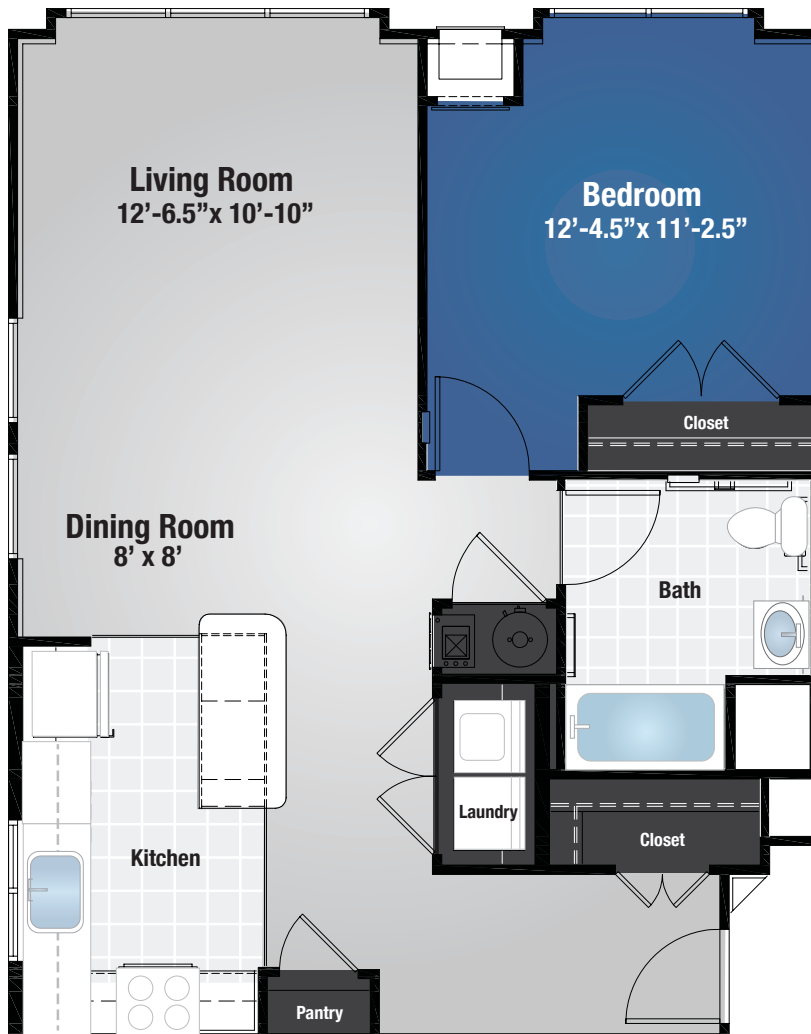 Living Room
12’-6.5”x 10’-10”
Bedroom
12’-4.5”x 11’-2.5”
Closet
Dining Room
8’ x 8’
Bath
Laundry
Closet
Kitchen
Pantry